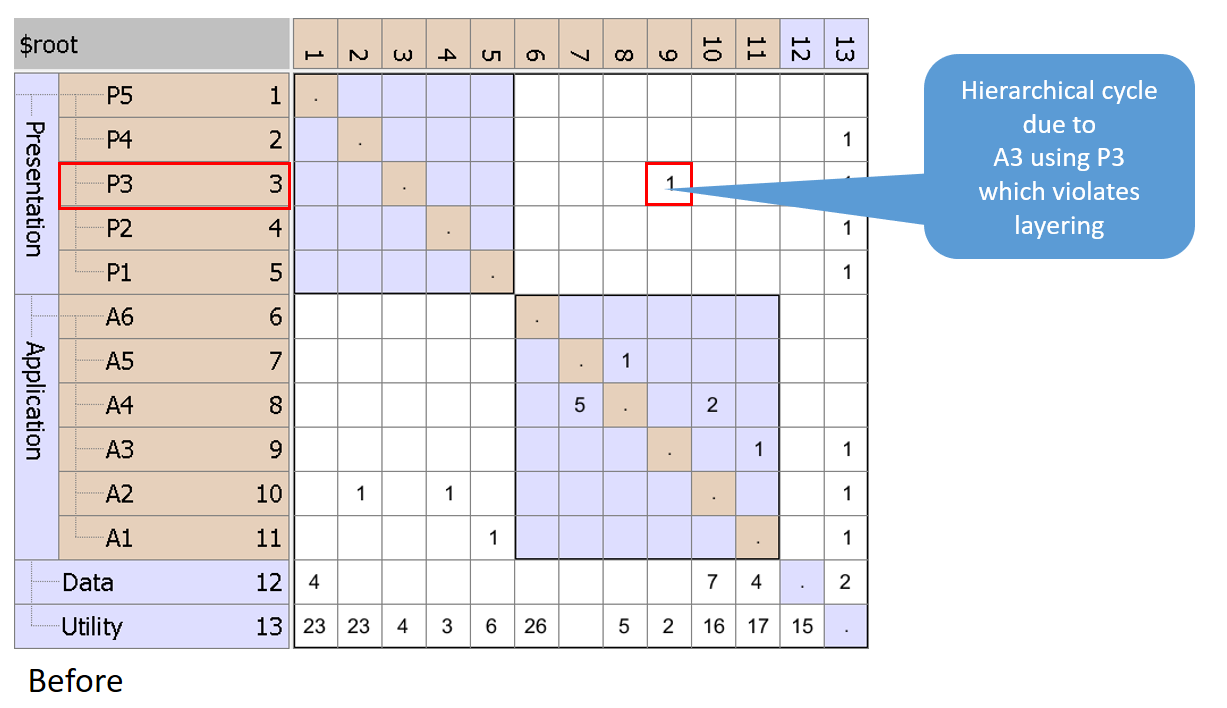 $root 1 2 3 4 5 6 7 8 9 10 11 12 13
Presentation
P5 1 .
P4 2 . 1
P3 3 . 1
P2 4 . 1
P1 5 . 1
Application
A6 6 .
A5 7 . 1
A4 8 5 . 2
A3 9 . 1 1
A2 10 1 1 . 1
A1 11 1 . 1
Data 12 4 7 4 . 2
Utility 13 23 23 4 3 6 26 5 2 16 17 15 .
Hierarchical cycle
due to
A3 using P3
which violates
layering
Before